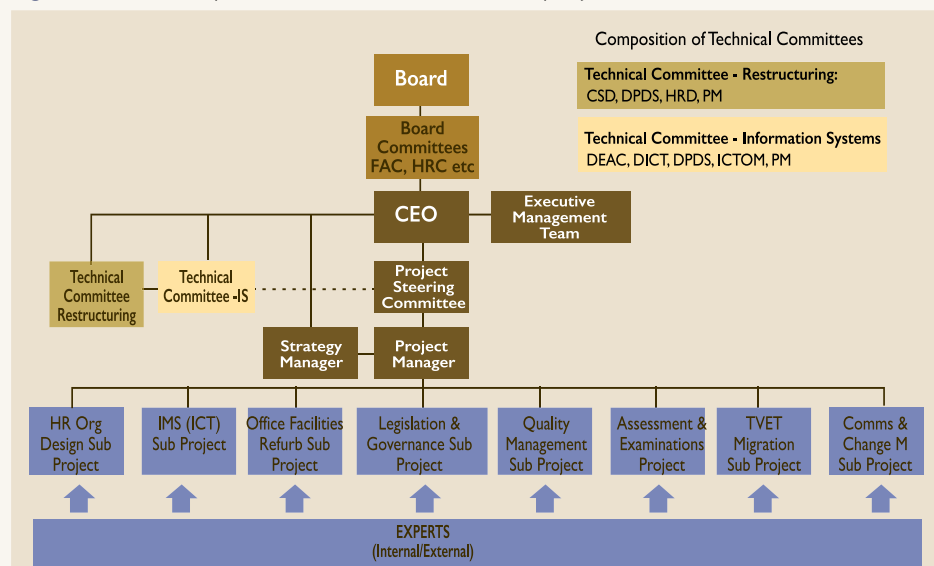 Composition of Technical Committees
Technical Committee - Restructuring:
CSD, DPDS, HRD, PM
Technical Committee - Information Systems
DEAC, DICT, DPDS, ICTOM, PM
Board
Board
Committees
FAC, HRC etc
CEO
Executive
Management
Team
Technical
Committee
Restructuring
Technical
Committee -IS
Project
Steering
Committee
Strategy
Manager
Project
Manager
HR Org
Design Sub
Project
IMS (ICT)
Sub Project
Office Facilities
Refurb Sub
Project
Legislation &
Governance Sub
Project
Quality
Management
Sub Project
Assessment &
Examinations
Project
TVET
Migration
Sub Project
Comms &
Change M
Sub Project
EXPERTS
(Internal/External)